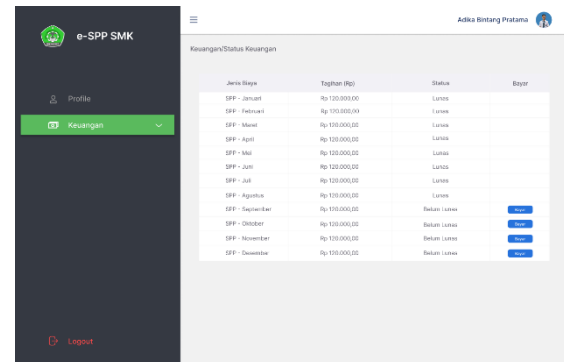 e-SPP SMK
Adika Bintang Pratama
Keuangan/Status Keuangan
Profile
Keuangan
Logout
Jenis Biaya Tagihan (Rp) Status Bayar
SPP - Januari Rp 120.000,00 Lunas
SPP - Februari Rp 120.000,00 Lunas
SPP - Maret Rp 120.000,00 Lunas
SPP - April Rp 120.000,00 Lunas
SPP - Mei Rp 120.000,00 Lunas
SPP - Juni Rp 120.000,00 Lunas
SPP - Juli Rp 120.000,00 Lunas
SPP - Agustus Rp 120.000,00 Lunas
SPP - September Rp 120.000,00 Belum Lunas Bayar
SPP - Oktober Rp 120.000,00 Belum Lunas Bayar
SPP - November Rp 120.000,00 Belum Lunas Bayar
SPP - Desember Rp 120.000,00 Belum Lunas Bayar